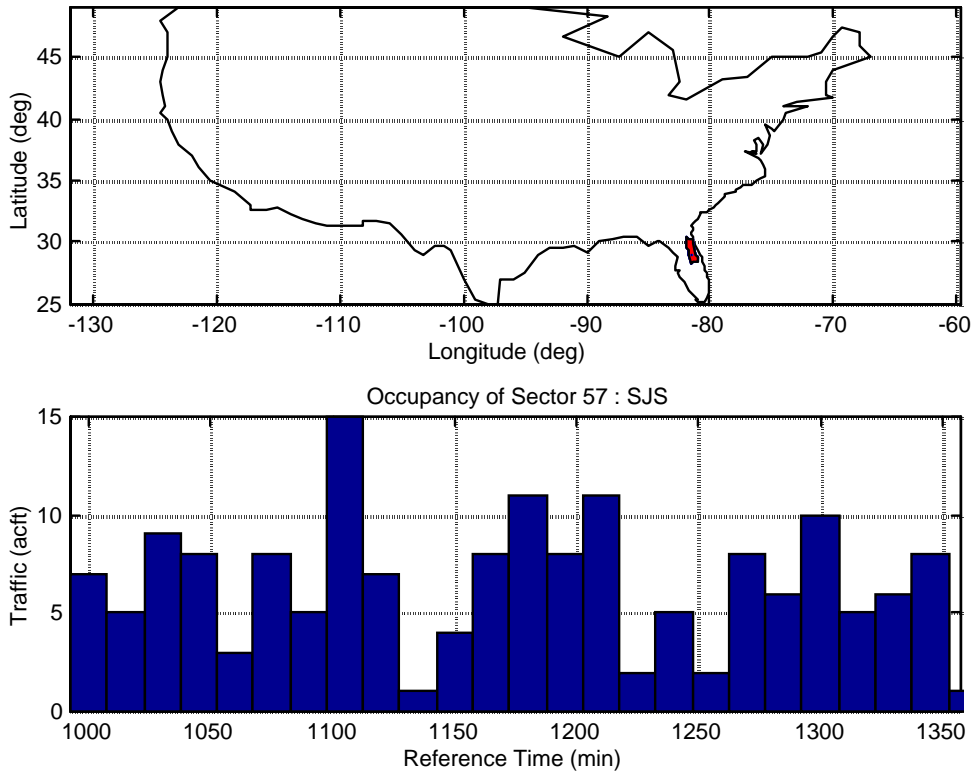 45
40
35
30
25
Latitude (deg)
-130 -120 -110 -100 -90 -80 -70 -60
Longitude (deg)
Occupancy of Sector 57 : SJS
15
10
5
0
Traffic (acft)
1000 1050 1100 1150 1200 1250 1300 1350
Reference Time (min)